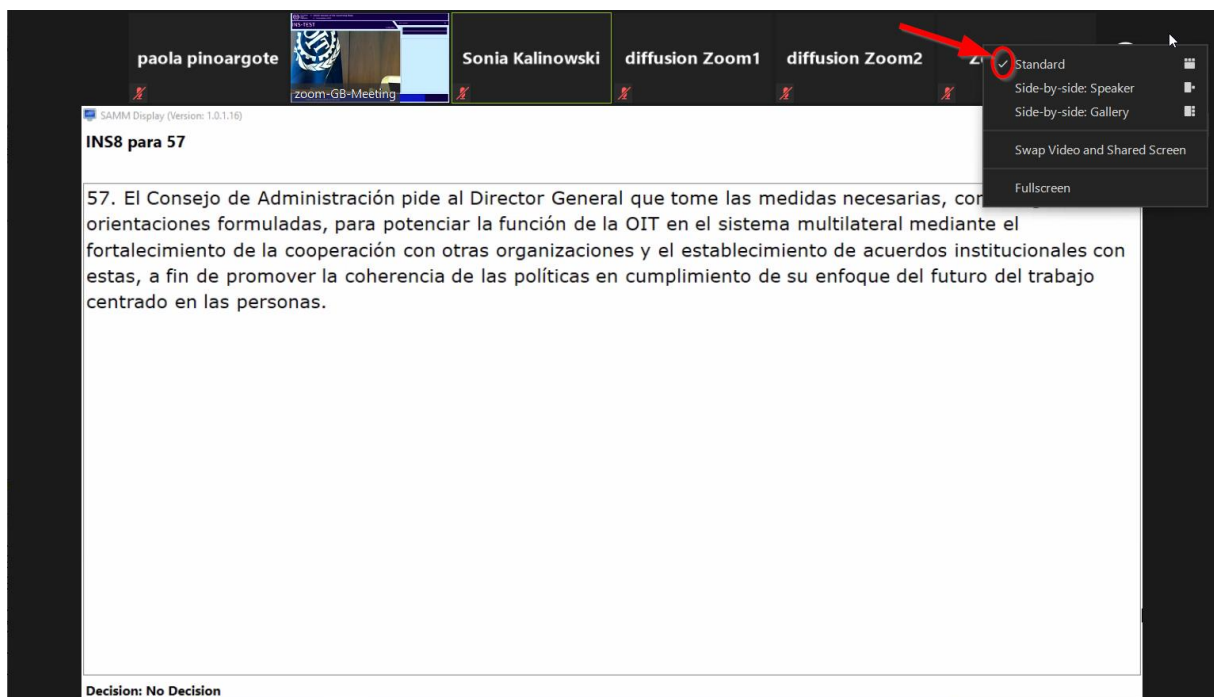 INS-TEST
paola pinoargote
zoom-GB-Meeting
Sonia Kalinowski
diffusion Zoom1
diffusion Zoom2
Standard
Side-by-side: Speaker
Side-by-side: Gallery
Swap Video and Shared Screen
Fullscreen
SAMM Display (Version: 1.0.1.16)
INS8 para 57
57. El Consejo de Administración pide al Director General que tome las medidas necesarias,
orientaciones formuladas, para potenciar la función de la OIT en el sistema multilateral mediante el
fortalecimiento de la cooperación con otras organizaciones y el establecimiento de acuerdos institucionales con
estas, a fin de promover la coherencia de las políticas en cumplimiento de su enfoque del futuro del trabajo
centrado en las personas.
Decision: No Decision